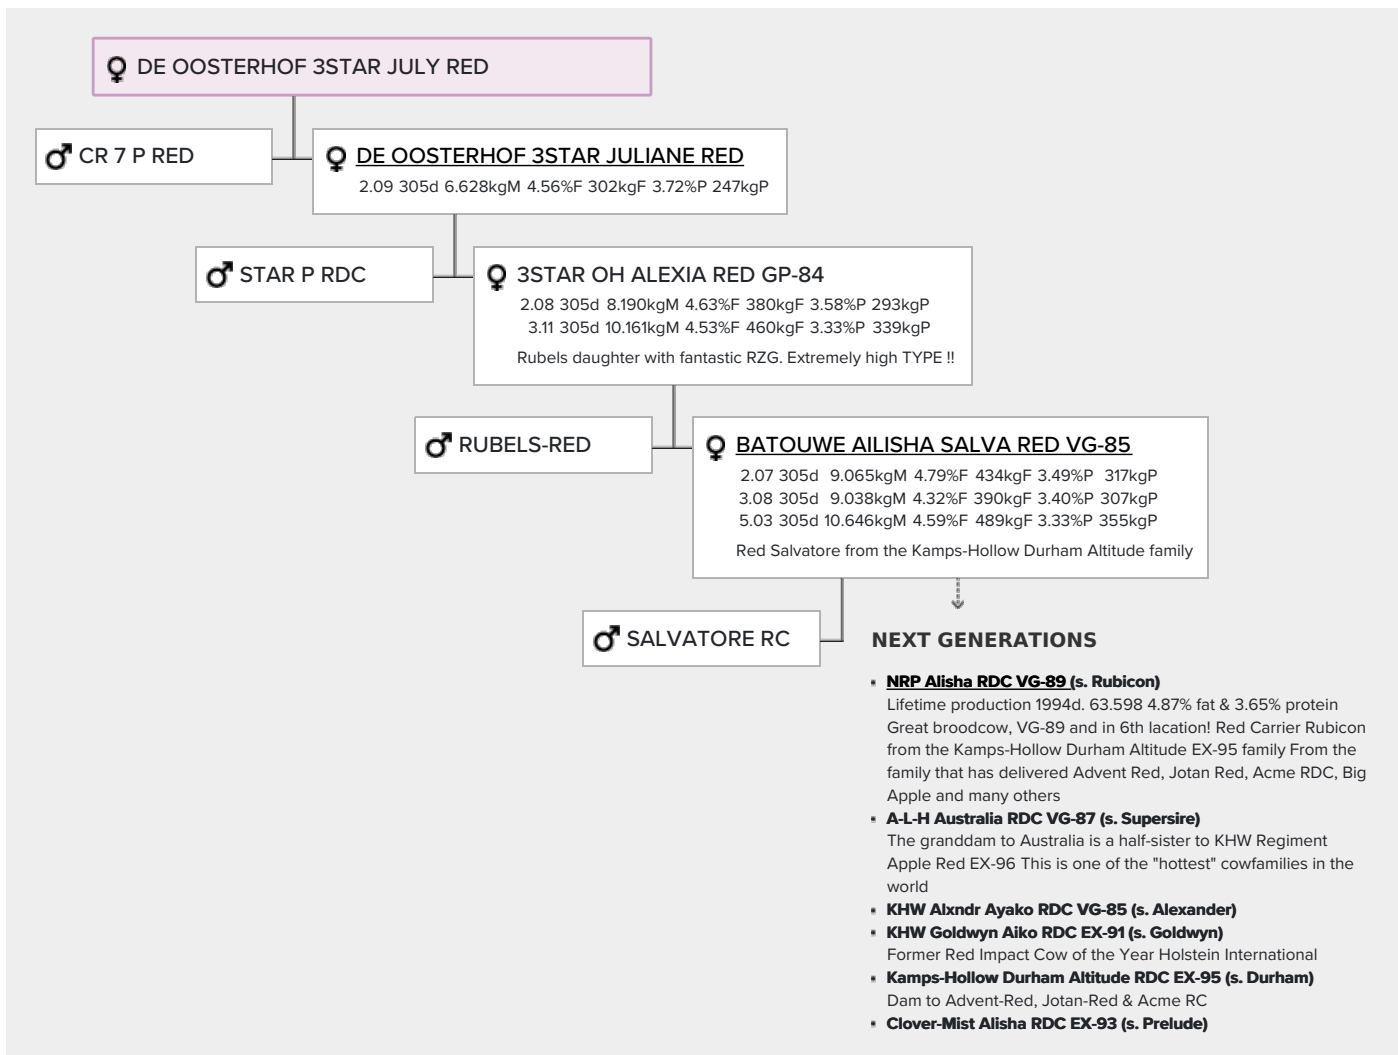 DE OOSTERHOF 3STAR JULY RED
CR 7 P RED
DE OOSTERHOF 3STAR JULIANE RED
2.09 305d 6.628kgM 4.56%F 302kgF 3.72%P 247kgP
STAR P RDC
3STAR OH ALEXIA RED GP-84
2.08 305d 8.190kgM 4.63%F 380kgF 3.58%P 293kgP
3.11 305d 10.161kgM 4.53%F 460kgF 3.33%P 339kgP
Rubels daughter with fantastic RZG. Extremely high TYPE !!
RUBELS-RED
BATOUWE AILISHA SALVA RED VG-85
2.07 305d 9.065kgM 4.79%F 434kgF 3.49%P 317kgP
3.08 305d 9.038kgM 4.32%F 390kgF 3.40%P 307kgP
5.03 305d 10.646kgM 4.59%F 489kgF 3.33%P 355kgP
Red Salvatore from the Kamps-Hollow Durham Altitude family
SALVATORE RC
NEXT GENERATIONS
NRP Alisha RDC VG-89 (s. Rubicon)
Lifetime production 1994d. 63.598 4.87% fat & 3.65% protein
Great broodcow, VG-89 and in 6th lacation! Red Carrier Rubicon
from the Kamps-Hollow Durham Altitude EX-95 family From the
family that has delivered Advent Red, Jotan Red, Acme RDC, Big
Apple and many others
A-L-H Australia RDC VG-87 (s. Supersire)
The granddam to Australia is a half-sister to KHW Regiment
Apple Red EX-96 This is one of the "hottest" cowfamilies in the
world
KHW Alxndr Ayako RDC VG-85 (s. Alexander)
KHW Goldwyn Aiko RDC EX-91 (s. Goldwyn)
Former Red Impact Cow of the Year Holstein International
Kamps-Hollow Durham Altitude RDC EX-95 (s. Durham)
Dam to Advent-Red, Jotan-Red & Acme RC
Clover-Mist Alisha RDC EX-93 (s. Prelude)